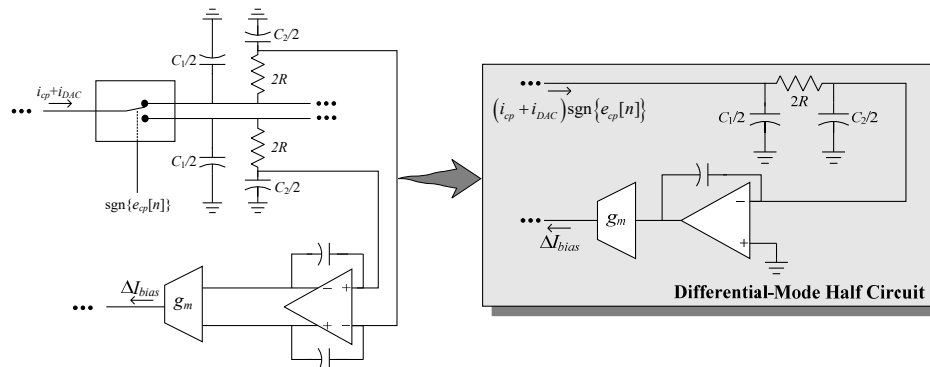 C₂/2
C₁/2
2R
i_cp+i_DAC
C₁/2
2R
C₂/2
sgn{e_cp[n]}
ΔI_bias
g_m
− +
+ −
(i_cp + i_DAC)sgn{e_cp[n]}
2R
C₁/2
C₂/2
ΔI_bias
g_m
−
+
Differential-Mode Half Circuit